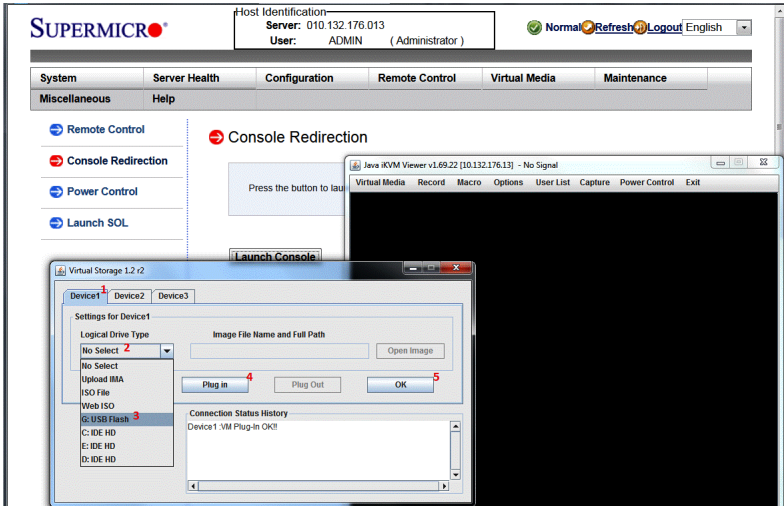 SUPERMICRO
Host Identification
Server: 010.132.176.013
User: ADMIN ( Administrator )
Normal Refresh Logout English
System Server Health Configuration Remote Control Virtual Media Maintenance
Miscellaneous Help
Remote Control
Console Redirection
Power Control
Launch SOL
Console Redirection
Press the button to lau
Launch Console
Java iKVM Viewer v1.69.22 [10.132.176.13] - No Signal
Virtual Media Record Macro Options User List Capture Power Control Exit
Virtual Storage 1.2 r2
Device1 1 Device2 Device3
Settings for Device1
Logical Drive Type Image File Name and Full Path
No Select 2 Open Image
No Select
Upload IMA
ISO File
Web ISO
G: USB Flash 3
C: IDE HD
E: IDE HD
D: IDE HD
Plug in 4 Plug Out OK 5
Connection Status History
Device1 :VM Plug-In OK!!